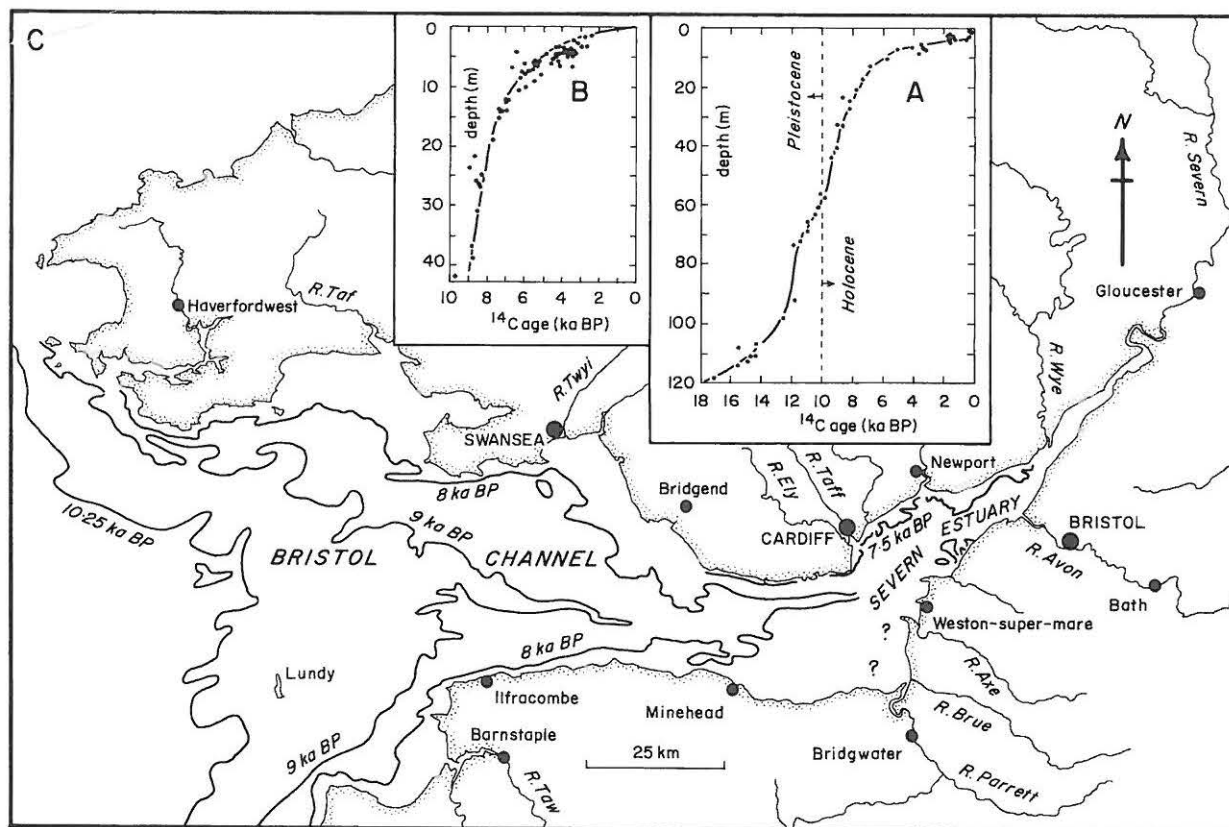 C
0
10
20
30
40
depth (m)
B
10
8
6
4
2
0
14C age (ka BP)
0
20
40
60
80
100
120
depth (m)
A
Pleistocene
Holocene
18
16
14
12
10
8
6
4
2
0
14C age (ka BP)
N
R. Severn
Gloucester
R. Wye
Haverfordwest
R. Taf
R. Twyi
SWANSEA
Bridgend
R. Ely
R. Taff
Newport
CARDIFF
7·5 ka BP
SEVERN ESTUARY
BRISTOL
R. Avon
Bath
8 ka BP
9 ka BP
10·25 ka BP
BRISTOL CHANNEL
Weston-super-mare
?
?
8 ka BP
Lundy
Ilfracombe
Minehead
R. Axe
R. Brue
9 ka BP
Barnstaple
25 km
Bridgwater
R. Parrett
R. Taw